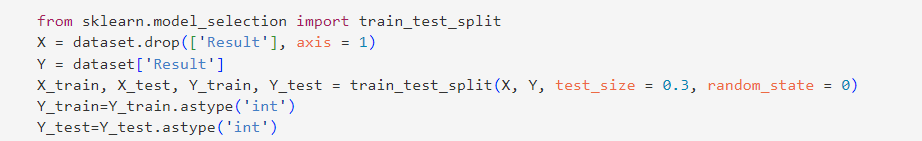 from sklearn.model_selection import train_test_split
X = dataset.drop(['Result'], axis = 1)
Y = dataset['Result']
X_train, X_test, Y_train, Y_test = train_test_split(X, Y, test_size = 0.3, random_state = 0)
Y_train=Y_train.astype('int')
Y_test=Y_test.astype('int')